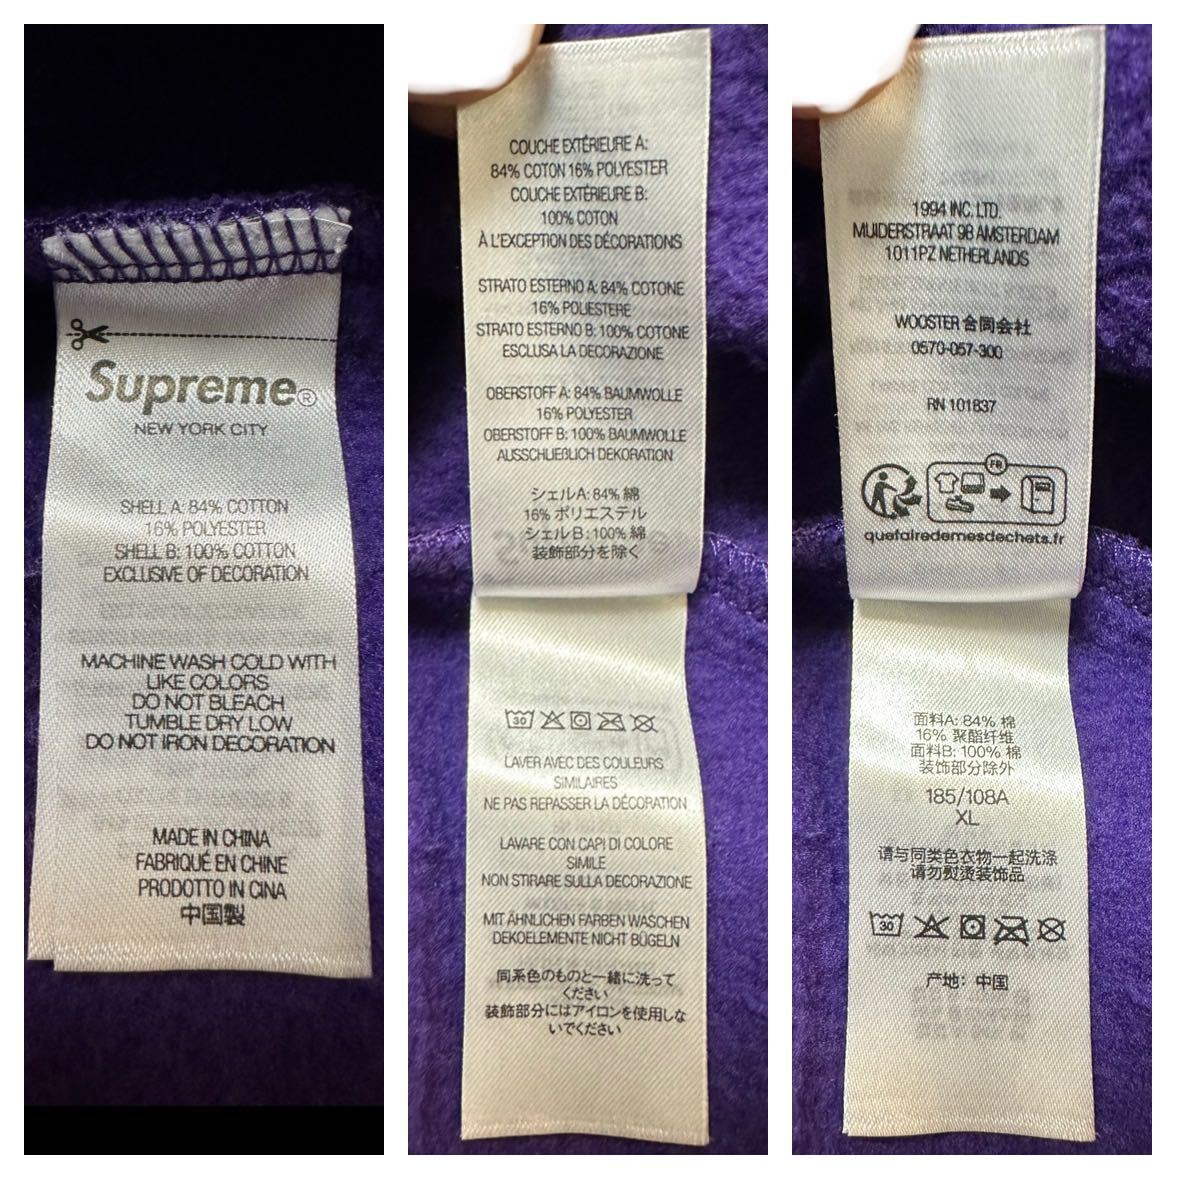 Supreme®
NEW YORK CITY
SHELL A: 84% COTTON
16% POLYESTER
SHELL B: 100% COTTON
EXCLUSIVE OF DECORATION
MACHINE WASH COLD WITH
LIKE COLORS
DO NOT BLEACH
TUMBLE DRY LOW
DO NOT IRON DECORATION
MADE IN CHINA
FABRIQUÉ EN CHINE
PRODOTTO IN CINA
中国製
COUCHE EXTÉRIEURE A:
84% COTON 16% POLYESTER
COUCHE EXTÉRIEURE B:
100% COTON
À L'EXCEPTION DES DÉCORATIONS
STRATO ESTERNO A: 84% COTONE
16% POLIESTERE
STRATO ESTERNO B: 100% COTONE
ESCLUSA LA DECORAZIONE
OBERSTOFF A: 84% BAUMWOLLE
16% POLYESTER
OBERSTOFF B: 100% BAUMWOLLE
AUSSCHLIEßLICH DEKORATION
シェルA: 84% 綿
16% ポリエステル
シェルB: 100% 綿
装飾部分を除く
30
LAVER AVEC DES COULEURS
SIMILAIRES
NE PAS REPASSER LA DÉCORATION
LAVARE CON CAPI DI COLORE
SIMILE
NON STIRARE SULLA DECORAZIONE
MIT ÄHNLICHEN FARBEN WASCHEN
DEKOELEMENTE NICHT BÜGELN
同系色のものと一緒に洗って
ください
装飾部分にはアイロンを使用しな
いでください
1994 INC. LTD.
MUIDERSTRAAT 9B AMSTERDAM
1011PZ NETHERLANDS
WOOSTER 合同会社
0570-057-300
RN 101837
FR
quefairedemesdechets.fr
面料A: 84% 棉
16% 聚酯纤维
面料B: 100% 棉
装饰部分除外
185/108A
XL
请与同类色衣物一起洗涤
请勿熨烫装饰品
30
产地: 中国